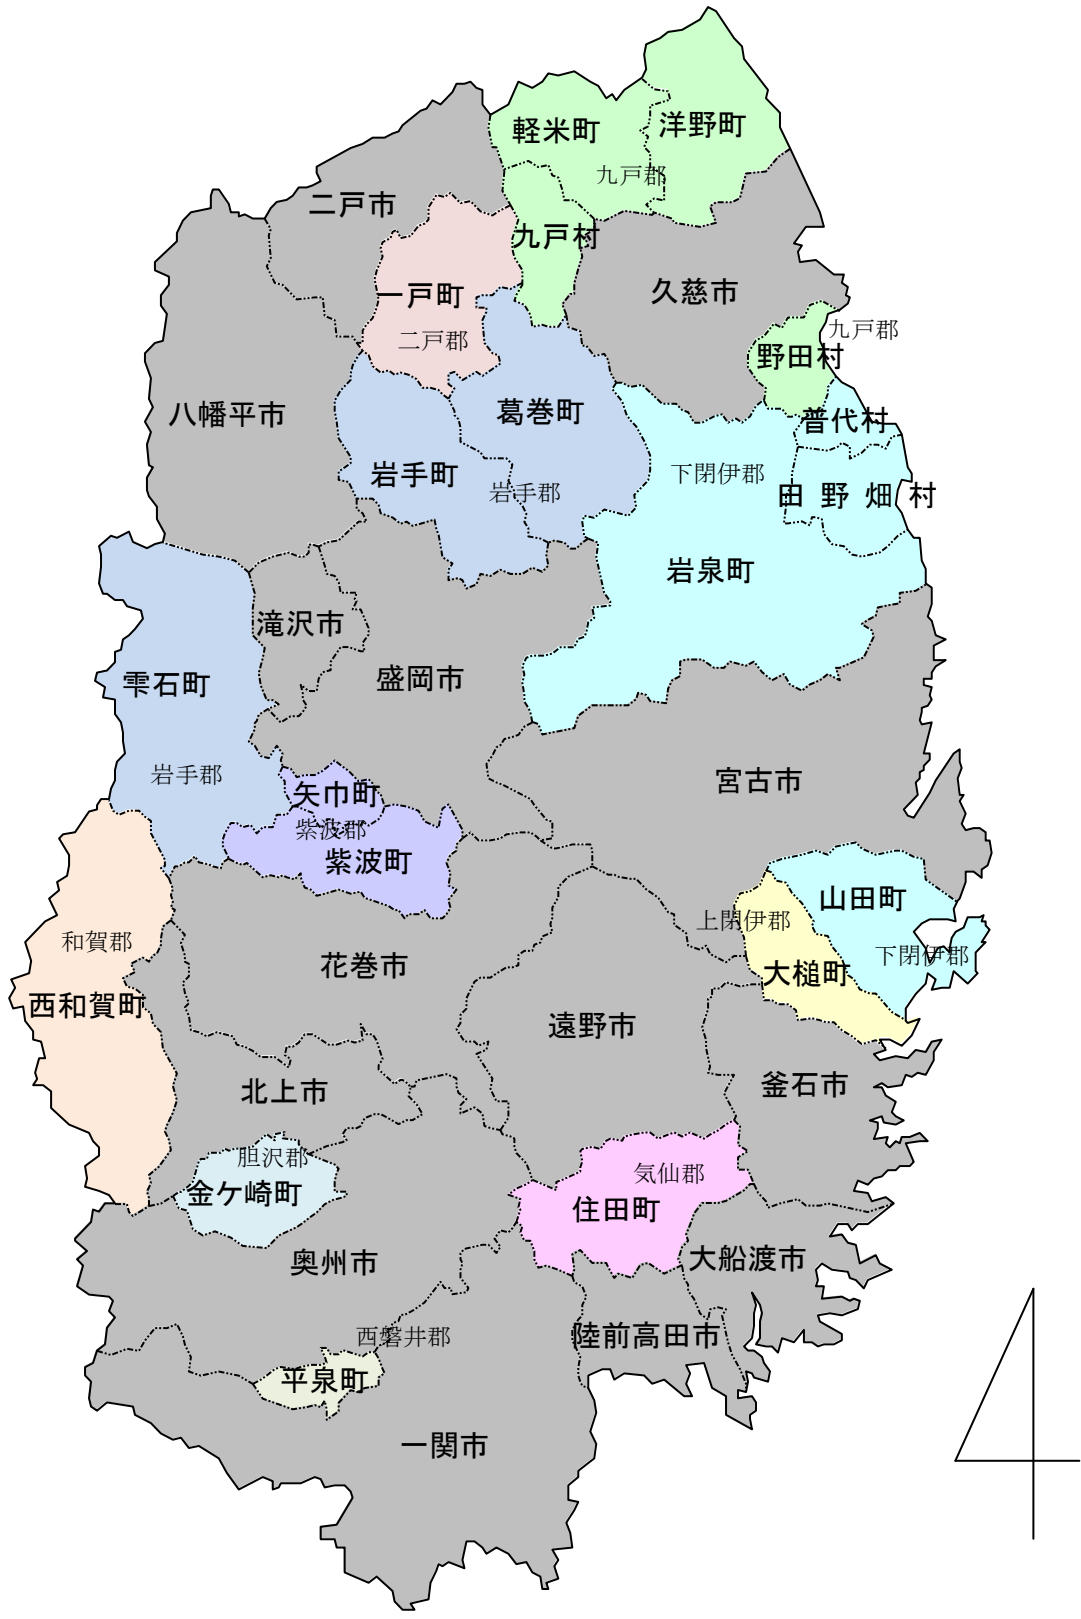 軽米町
洋野町
九戸郡
二戸市
九戸村
一戸町
久慈市
二戸郡
九戸郡
野田村
八幡平市
葛巻町
普代村
岩手町
岩手郡
下閉伊郡
田野畑村
岩泉町
滝沢市
盛岡市
雫石町
岩手郡
矢巾町
宮古市
紫波郡
紫波町
山田町
上閉伊郡
下閉伊郡
和賀郡
花巻市
大槌町
西和賀町
遠野市
北上市
釜石市
胆沢郡
金ケ崎町
気仙郡
住田町
奥州市
大船渡市
西磐井郡
陸前高田市
平泉町
一関市